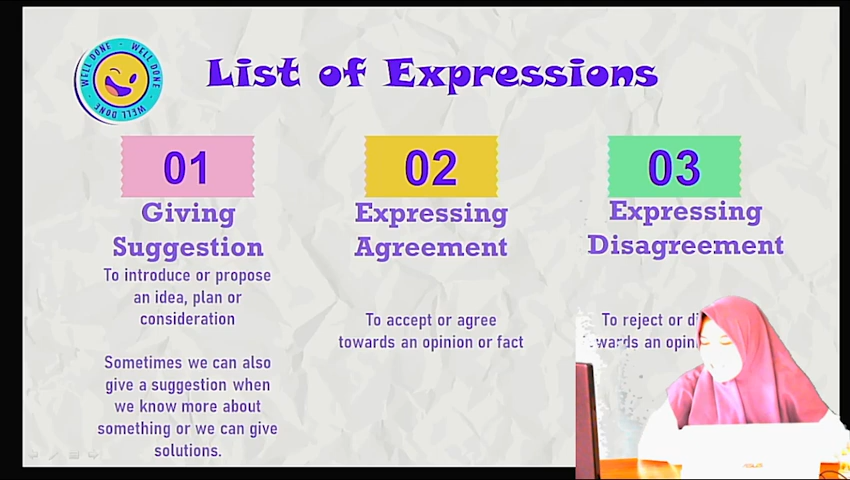 WELL DONE - WELL DONE - WELL DONE -
List of Expressions
01
Giving
Suggestion
To introduce or propose
an idea, plan or
consideration
Sometimes we can also
give a suggestion when
we know more about
something or we can give
solutions.
02
Expressing
Agreement
To accept or agree
towards an opinion or fact
03
Expressing
Disagreement
To reject or
an
ASUS